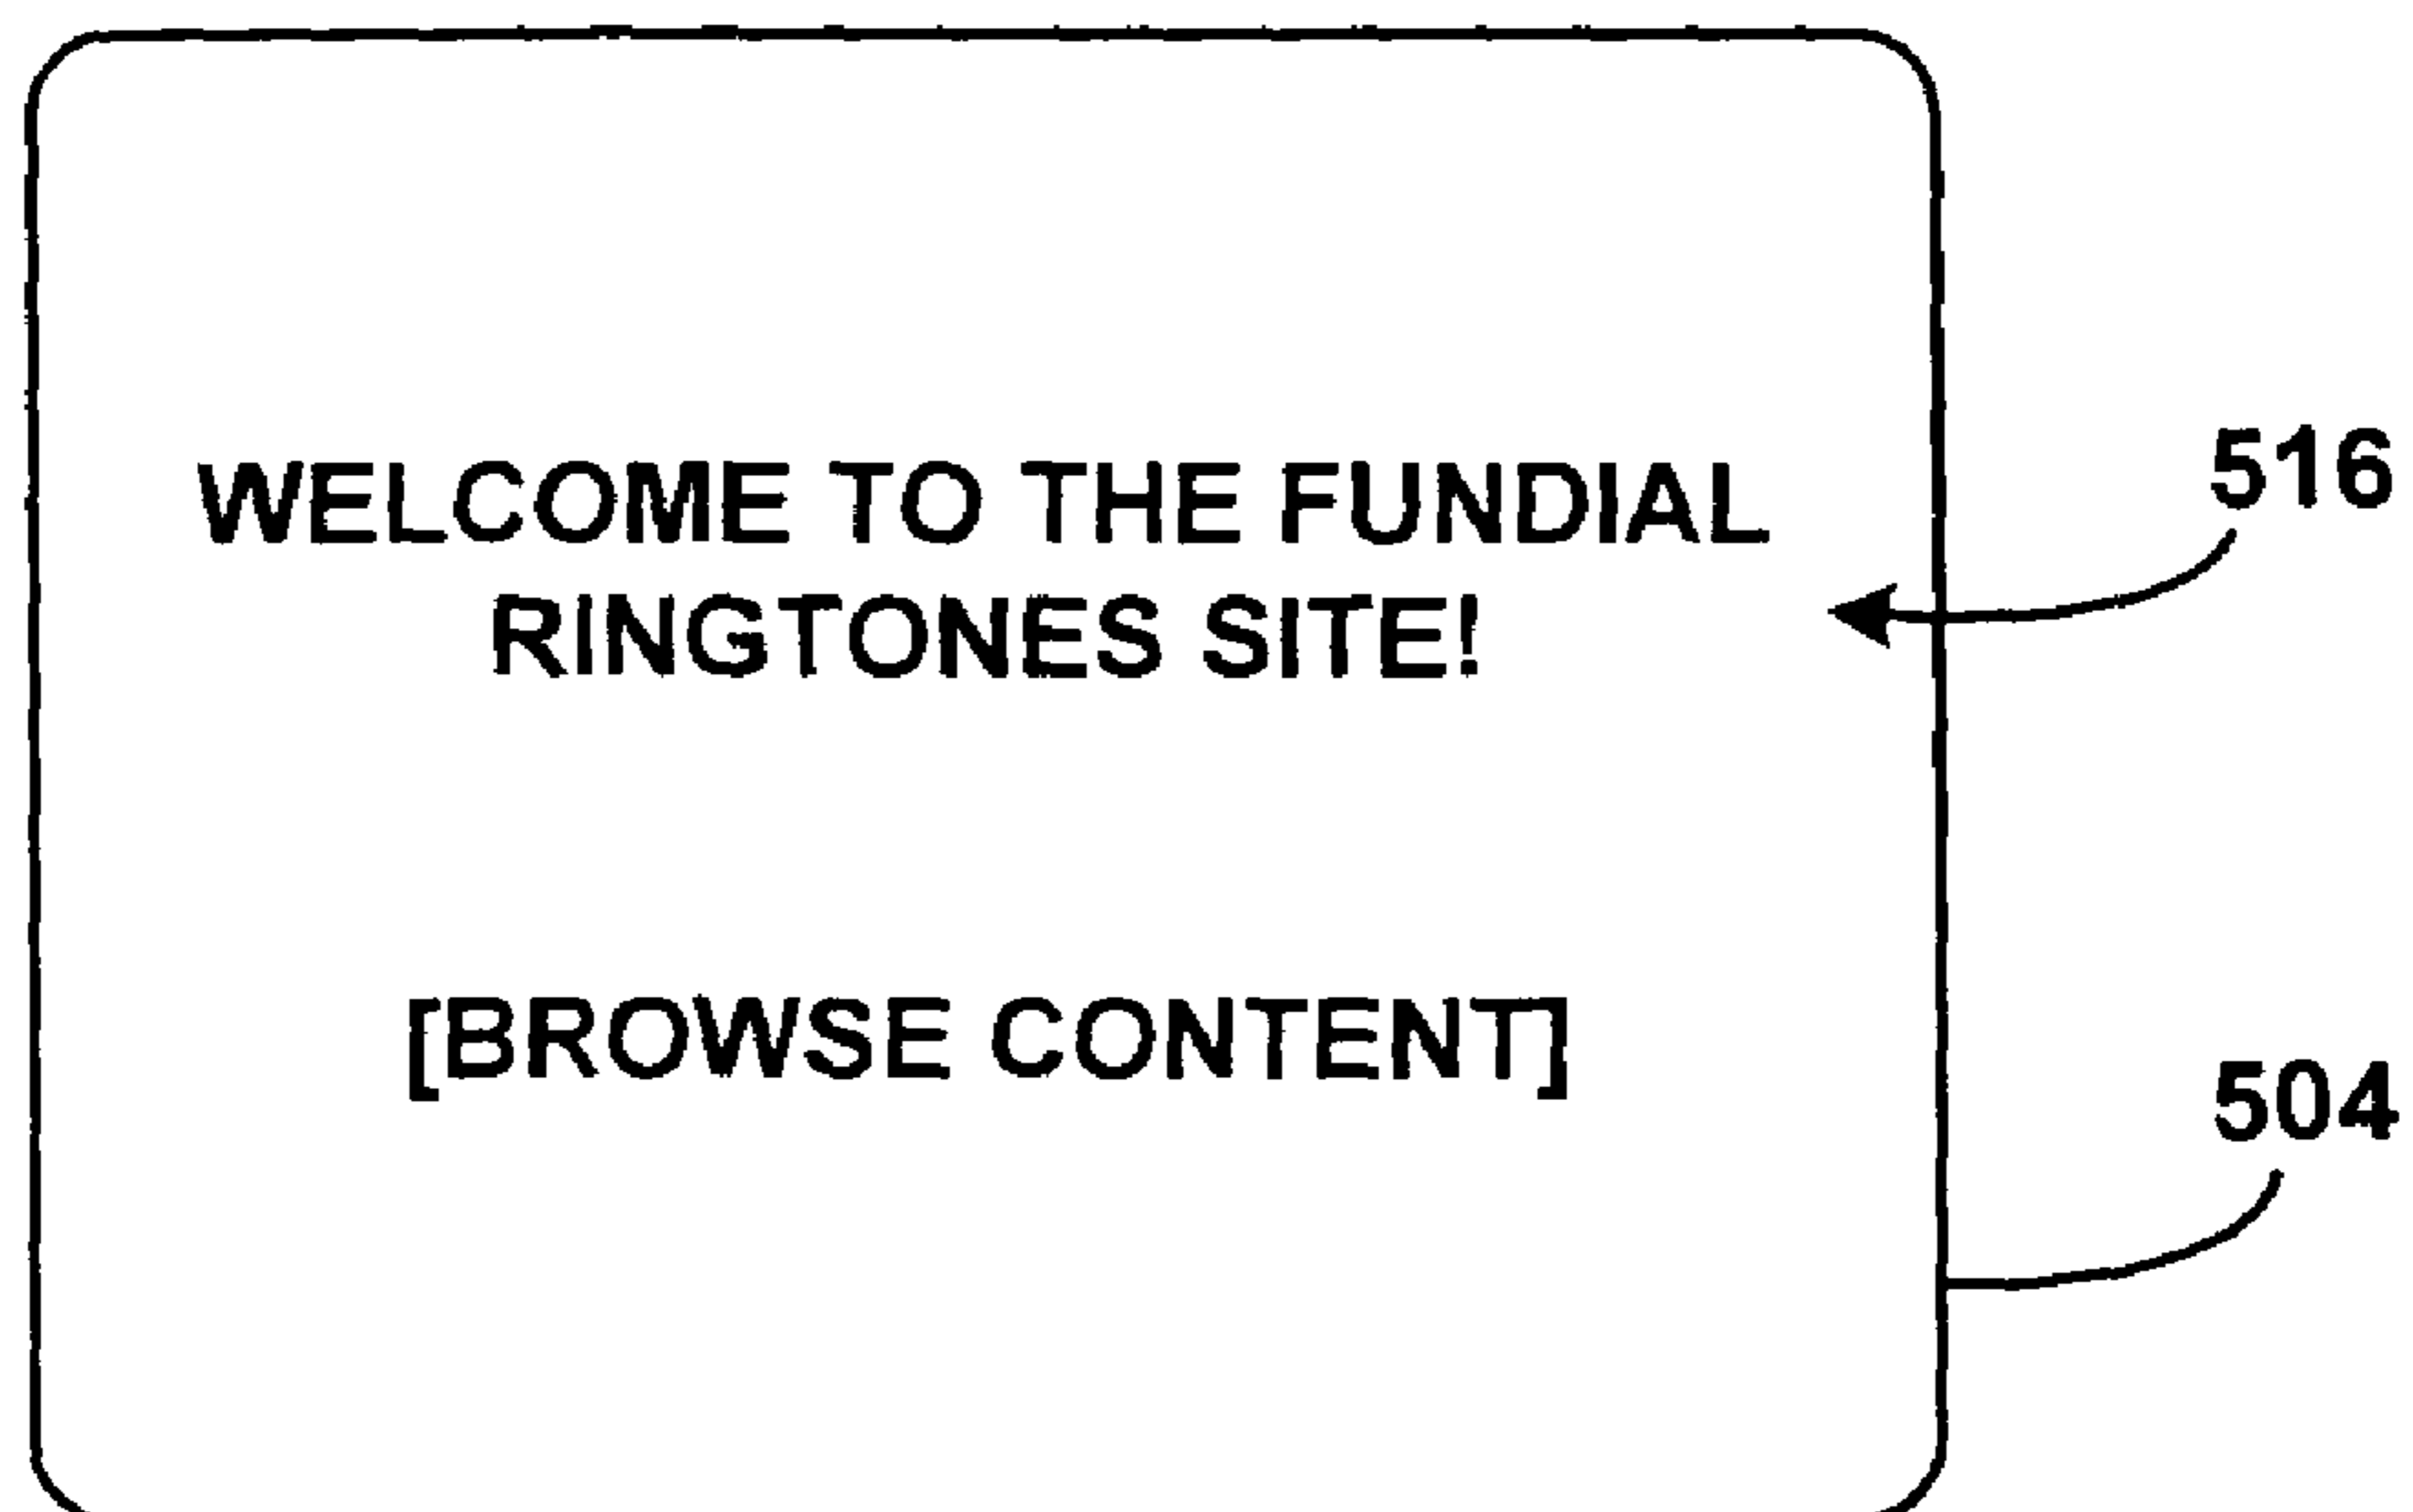 WELCOME TO THE FUNDIAL
RINGTONES SITE!
516
[BROWSE CONTENT]
504